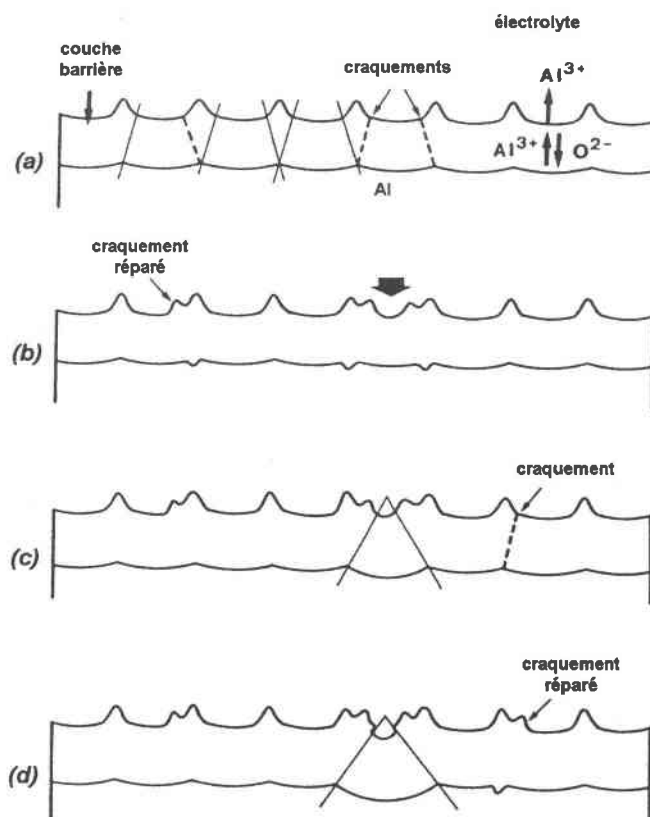 électrolyte
couche
barrière
craquements
Al3+
(a)
Al3+
O2-
Al
craquement
réparé
(b)
craquement
(c)
craquement
réparé
(d)